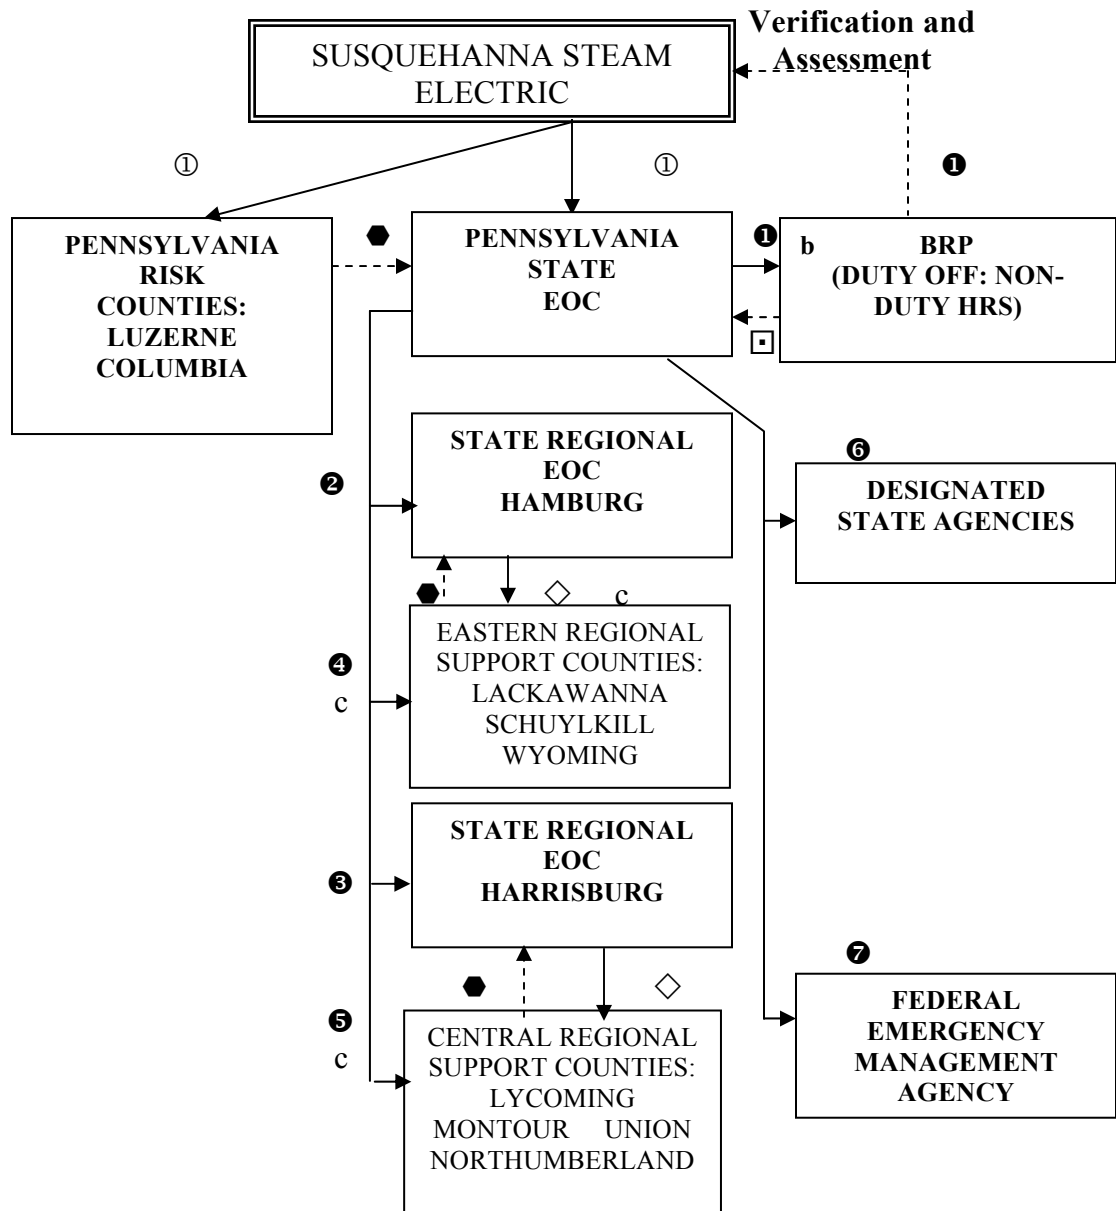 Verification and
Assessment
SUSQUEHANNA STEAM
ELECTRIC
①
①
❶
PENNSYLVANIA
RISK
COUNTIES:
LUZERNE
COLUMBIA
⬣
PENNSYLVANIA
STATE
EOC
❶
⊡
b
BRP
(DUTY OFF: NON-
DUTY HRS)
❷
STATE REGIONAL
EOC
HAMBURG
❻
DESIGNATED
STATE AGENCIES
⬣ ◇ c
❹
c
EASTERN REGIONAL
SUPPORT COUNTIES:
LACKAWANNA
SCHUYLKILL
WYOMING
❸
STATE REGIONAL
EOC
HARRISBURG
❼
FEDERAL
EMERGENCY
MANAGEMENT
AGENCY
⬣ ◇
❺
c
CENTRAL REGIONAL
SUPPORT COUNTIES:
LYCOMING
MONTOUR UNION
NORTHUMBERLAND